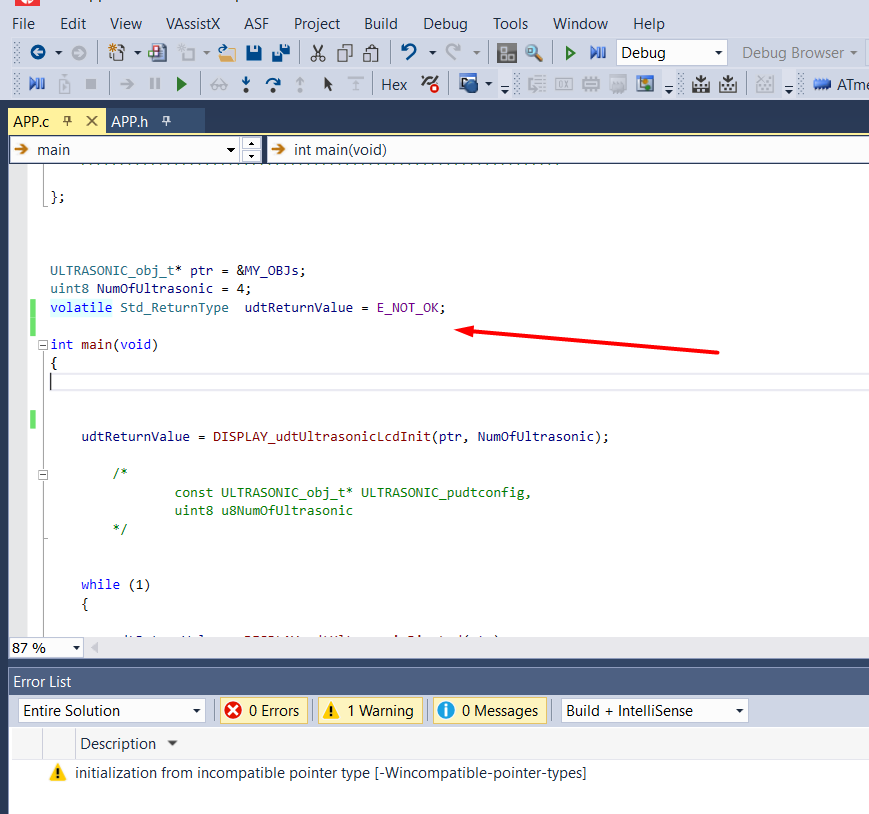 File Edit View VAssistX ASF Project Build Debug Tools Window Help
Debug Debug Browser
Hex ATme
APP.c APP.h
main int main(void)
};
ULTRASONIC_obj_t* ptr = &MY_OBJs;
uint8 NumOfUltrasonic = 4;
volatile Std_ReturnType udtReturnValue = E_NOT_OK;
int main(void)
{
udtReturnValue = DISPLAY_udtUltrasonicLcdInit(ptr, NumOfUltrasonic);
/*
const ULTRASONIC_obj_t* ULTRASONIC_pudtconfig,
uint8 u8NumOfUltrasonic
*/
while (1)
{
87 %
Error List
Entire Solution 0 Errors 1 Warning 0 Messages Build + IntelliSense
Description
initialization from incompatible pointer type [-Wincompatible-pointer-types]